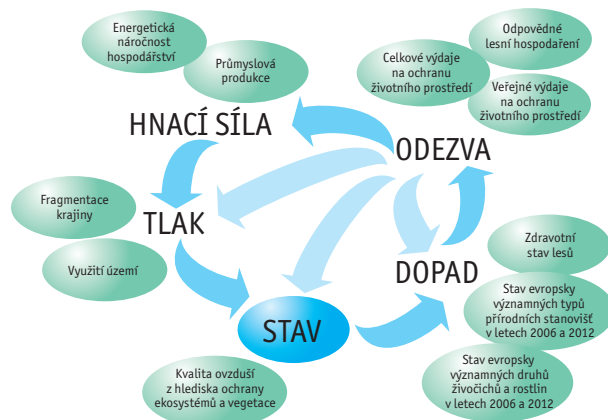 Energetická
náročnost
hospodářství
Průmyslová
produkce
Odpovědné
lesní hospodaření
Celkové výdaje
na ochranu
životního prostředí
Veřejné výdaje
na ochranu
životního prostředí
HNACÍ SÍLA
ODEZVA
Fragmentace
krajiny
TLAK
Využití území
DOPAD
Zdravotní
stav lesů
Stav evropsky
významných typů
přírodních stanovišť
v letech 2006 a 2012
STAV
Stav evropsky
významných druhů
živočichů a rostlin
v letech 2006 a 2012
Kvalita ovzduší
z hlediska ochrany
ekosystémů a vegetace